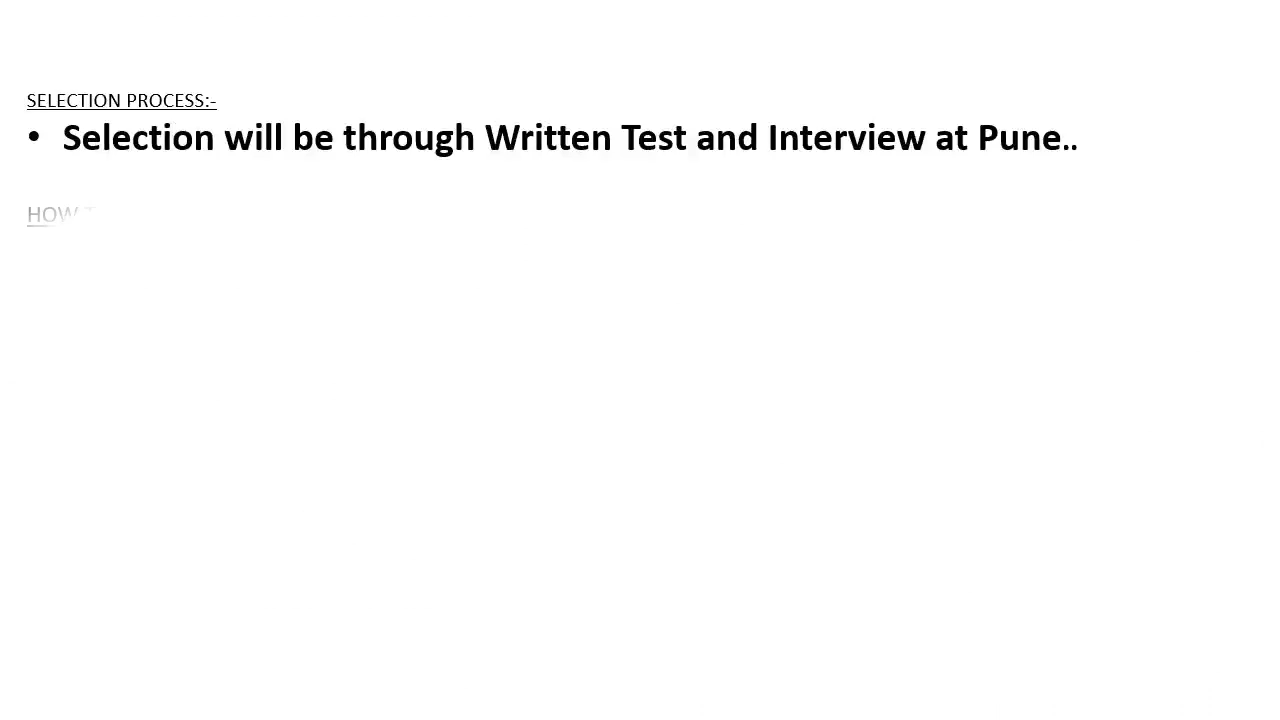 SELECTION PROCESS:-
• Selection will be through Written Test and Interview at Pune..
HOW